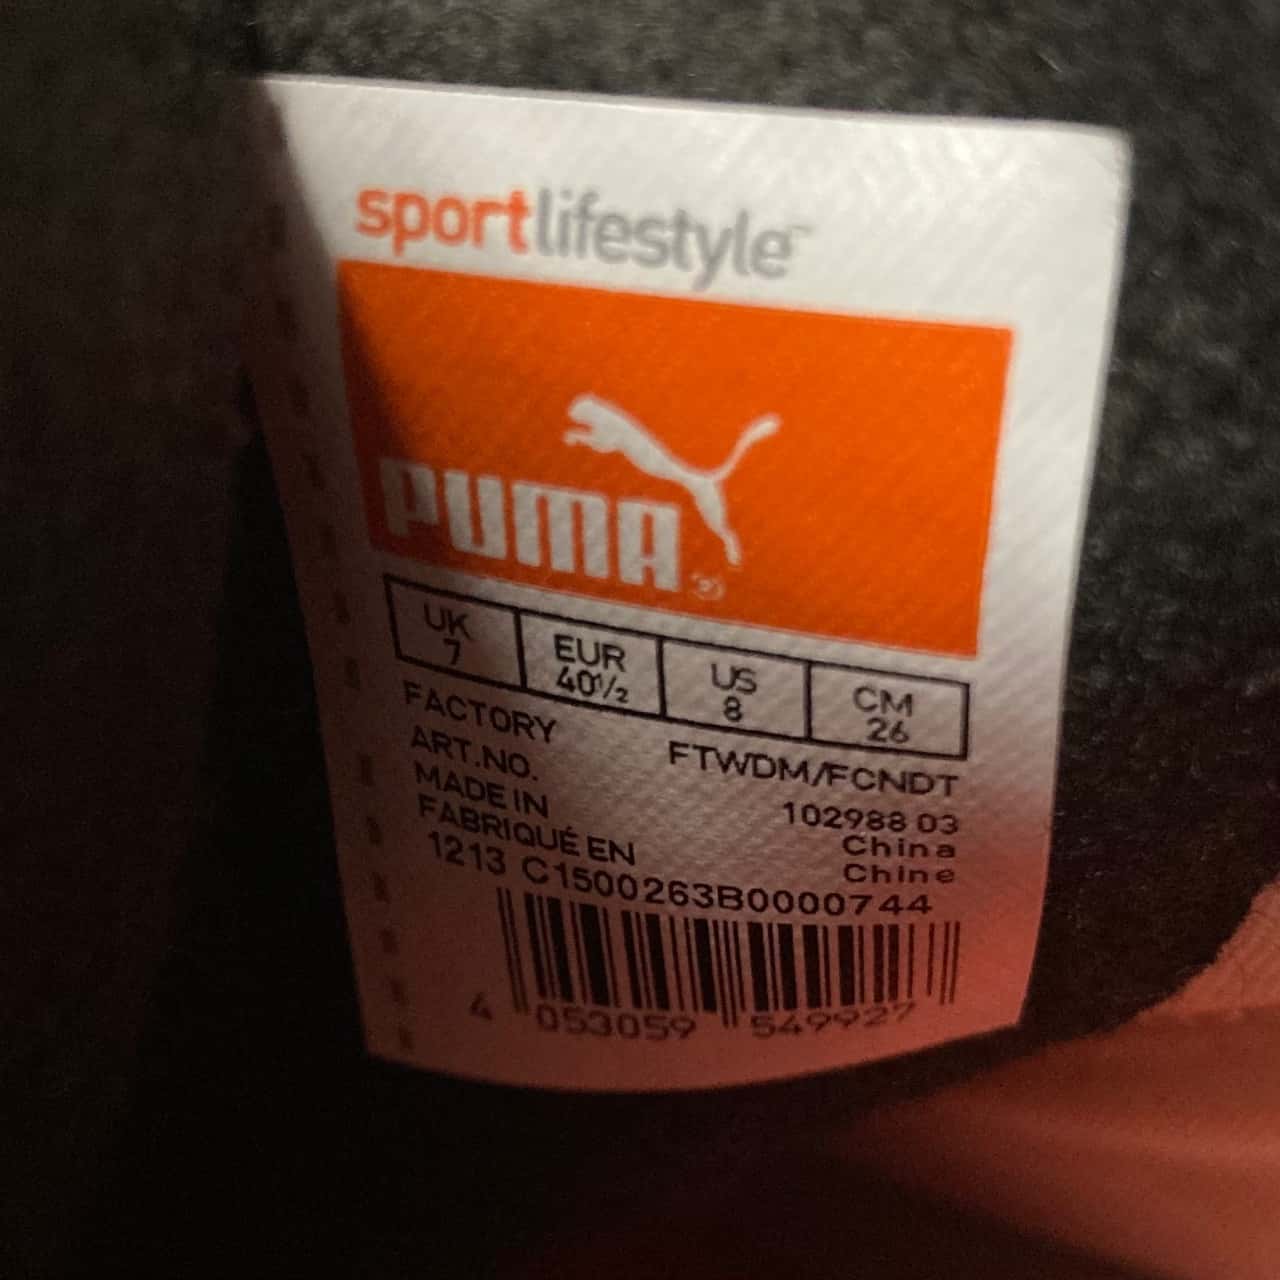 sportlifestyle™
PUMA®
UK EUR US CM
7 40½ 8 26
FACTORY FTWDM/FCNDT
ART.NO. 102988 03
MADE IN China
FABRIQUÉ EN Chine
1213 C1500263B0000744
4 053059 549927